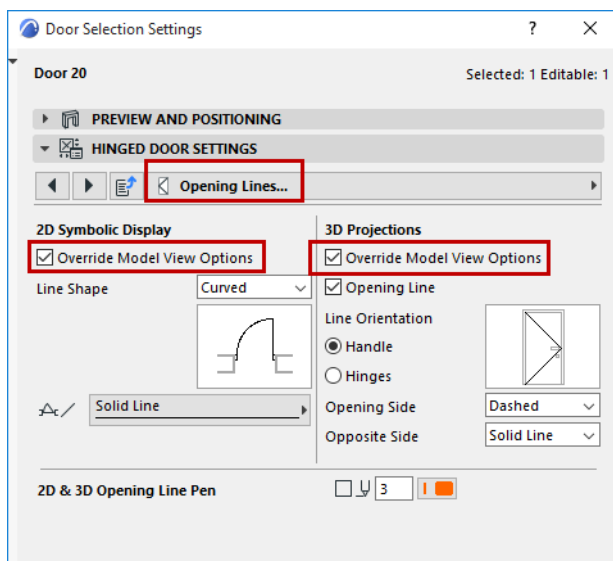 Door Selection Settings ? ×
Door 20 Selected: 1 Editable: 1
PREVIEW AND POSITIONING
HINGED DOOR SETTINGS
Opening Lines...
2D Symbolic Display
Override Model View Options
Line Shape Curved
Solid Line
3D Projections
Override Model View Options
Opening Line
Line Orientation
Handle
Hinges
Opening Side Dashed
Opposite Side Solid Line
2D & 3D Opening Line Pen 3